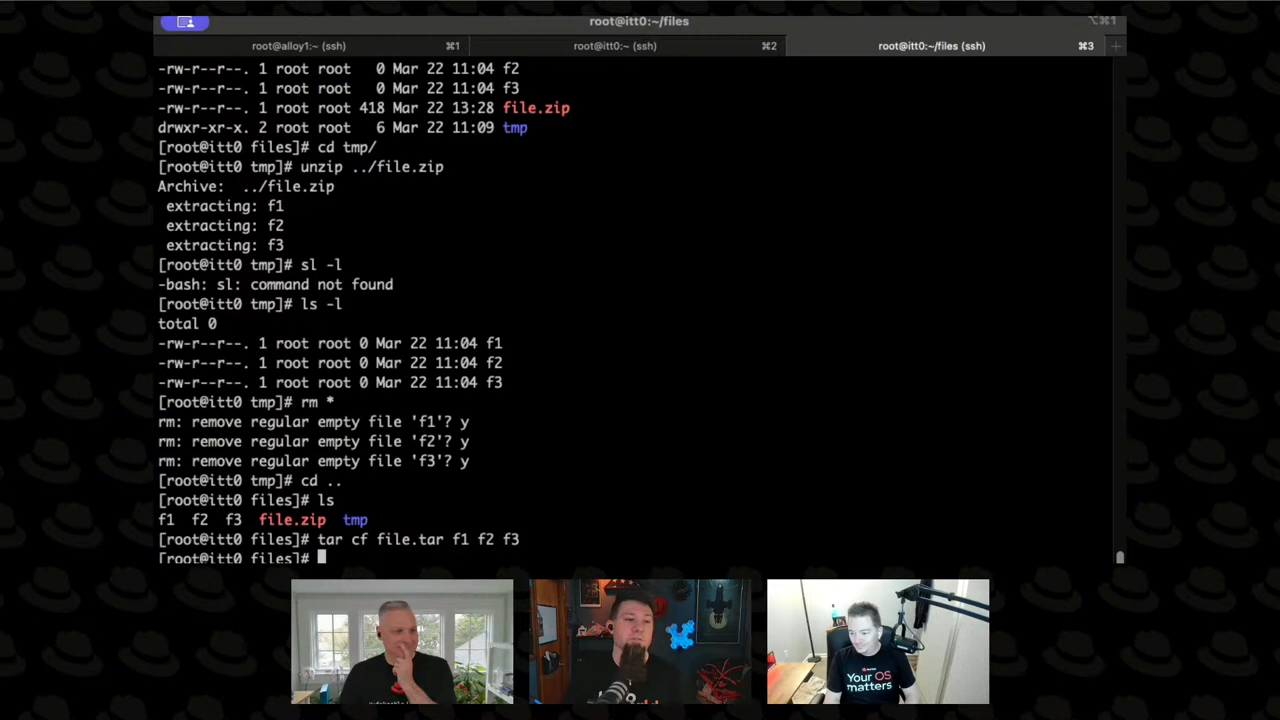 root@itt0:~/files
⌥⌘1
root@alloy1:~ (ssh)
⌘1
root@itt0:~ (ssh)
⌘2
root@itt0:~/files (ssh)
⌘3
+
-rw-r--r--. 1 root root   0 Mar 22 11:04 f2
-rw-r--r--. 1 root root   0 Mar 22 11:04 f3
-rw-r--r--. 1 root root 418 Mar 22 13:28 file.zip
drwxr-xr-x. 2 root root   6 Mar 22 11:09 tmp
[root@itt0 files]# cd tmp/
[root@itt0 tmp]# unzip ../file.zip
Archive:  ../file.zip
 extracting: f1
 extracting: f2
 extracting: f3
[root@itt0 tmp]# sl -l
-bash: sl: command not found
[root@itt0 tmp]# ls -l
total 0
-rw-r--r--. 1 root root 0 Mar 22 11:04 f1
-rw-r--r--. 1 root root 0 Mar 22 11:04 f2
-rw-r--r--. 1 root root 0 Mar 22 11:04 f3
[root@itt0 tmp]# rm *
rm: remove regular empty file 'f1'? y
rm: remove regular empty file 'f2'? y
rm: remove regular empty file 'f3'? y
[root@itt0 tmp]# cd ..
[root@itt0 files]# ls
f1  f2  f3  file.zip  tmp
[root@itt0 files]# tar cf file.tar f1 f2 f3
[root@itt0 files]#
Your OS
matters